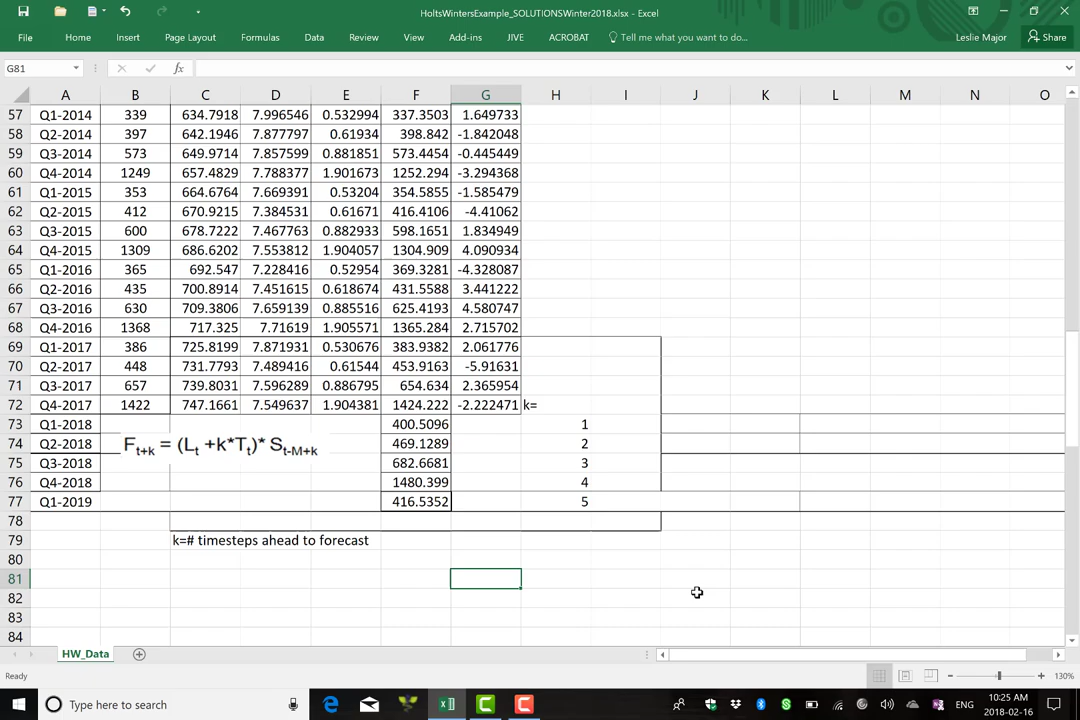 HoltsWintersExample_SOLUTIONSWinter2018.xlsx - Excel
File Home Insert Page Layout Formulas Data Review View Add-ins JIVE ACROBAT Tell me what you want to do... Leslie Major Share
G81 fx
A B C D E F G H I J K L M N O
57 Q1-2014 339 634.7918 7.996546 0.532994 337.3503 1.649733
58 Q2-2014 397 642.1946 7.877797 0.61934 398.842 -1.842048
59 Q3-2014 573 649.9714 7.857599 0.881851 573.4454 -0.445449
60 Q4-2014 1249 657.4829 7.788377 1.901673 1252.294 -3.294368
61 Q1-2015 353 664.6764 7.669391 0.53204 354.5855 -1.585479
62 Q2-2015 412 670.9215 7.384531 0.61671 416.4106 -4.41062
63 Q3-2015 600 678.7222 7.467763 0.882933 598.1651 1.834949
64 Q4-2015 1309 686.6202 7.553812 1.904057 1304.909 4.090934
65 Q1-2016 365 692.547 7.228416 0.52954 369.3281 -4.328087
66 Q2-2016 435 700.8914 7.451615 0.618674 431.5588 3.441222
67 Q3-2016 630 709.3806 7.659139 0.885516 625.4193 4.580747
68 Q4-2016 1368 717.325 7.71619 1.905571 1365.284 2.715702
69 Q1-2017 386 725.8199 7.871931 0.530676 383.9382 2.061776
70 Q2-2017 448 731.7793 7.489416 0.61544 453.9163 -5.91631
71 Q3-2017 657 739.8031 7.596289 0.886795 654.634 2.365954
72 Q4-2017 1422 747.1661 7.549637 1.904381 1424.222 -2.222471 k=
73 Q1-2018 400.5096 1
74 Q2-2018 F_{t+k} = (L_t +k*T_t)* S_{t-M+k} 469.1289 2
75 Q3-2018 682.6681 3
76 Q4-2018 1480.399 4
77 Q1-2019 416.5352 5
78
79 k=# timesteps ahead to forecast
80
81
82
83
84
HW_Data
Ready 130%
Type here to search ENG 10:25 AM
2018-02-16